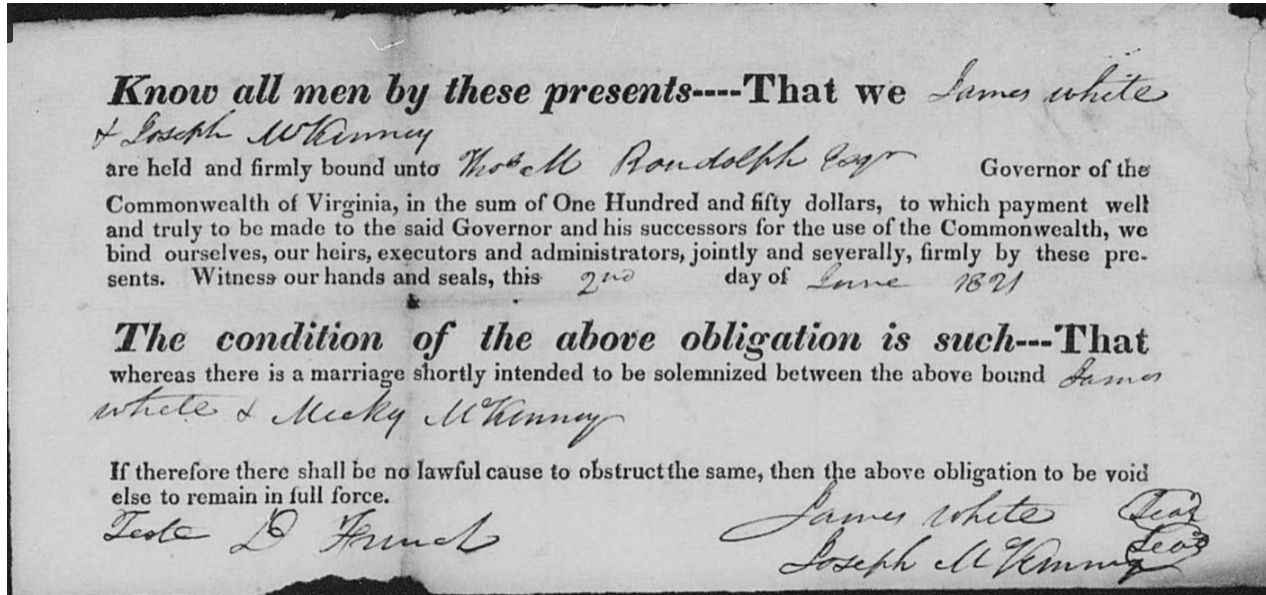 Know all men by these presents----That we James white
& Joseph McKinney
are held and firmly bound unto Thos M Randolph Esqr Governor of the
Commonwealth of Virginia, in the sum of One Hundred and fifty dollars, to which payment well
and truly to be made to the said Governor and his successors for the use of the Commonwealth, we
bind ourselves, our heirs, executors and administrators, jointly and severally, firmly by these pre-
sents. Witness our hands and seals, this 2nd day of June 1821
The condition of the above obligation is such---That
whereas there is a marriage shortly intended to be solemnized between the above bound James
white & Micky McKinney
If therefore there shall be no lawful cause to obstruct the same, then the above obligation to be void
else to remain in full force.
Teste D French
James white Seal
Joseph McKinney Seal